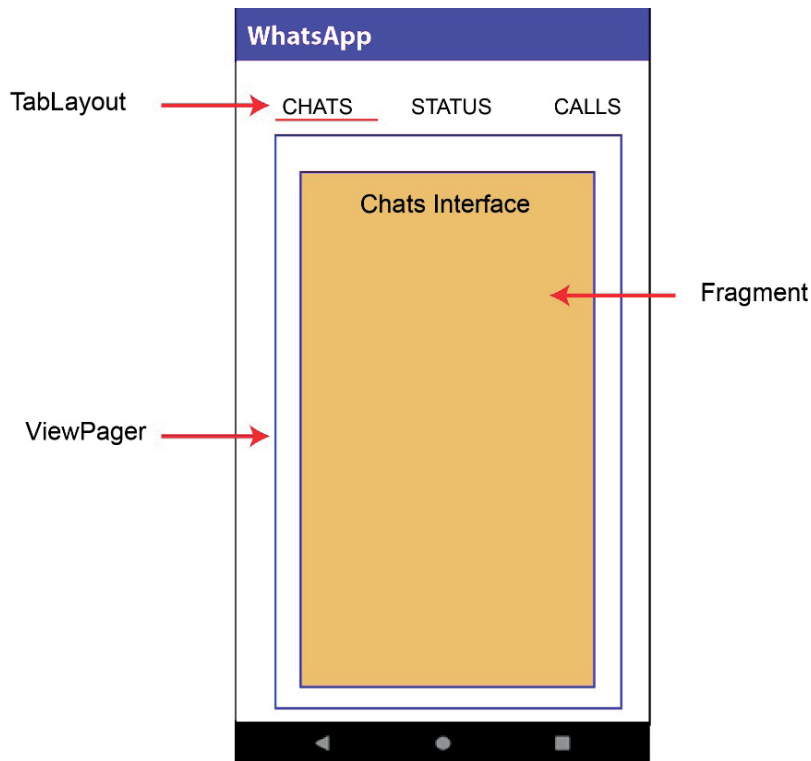 WhatsApp
TabLayout
CHATS STATUS CALLS
Chats Interface
Fragment
ViewPager